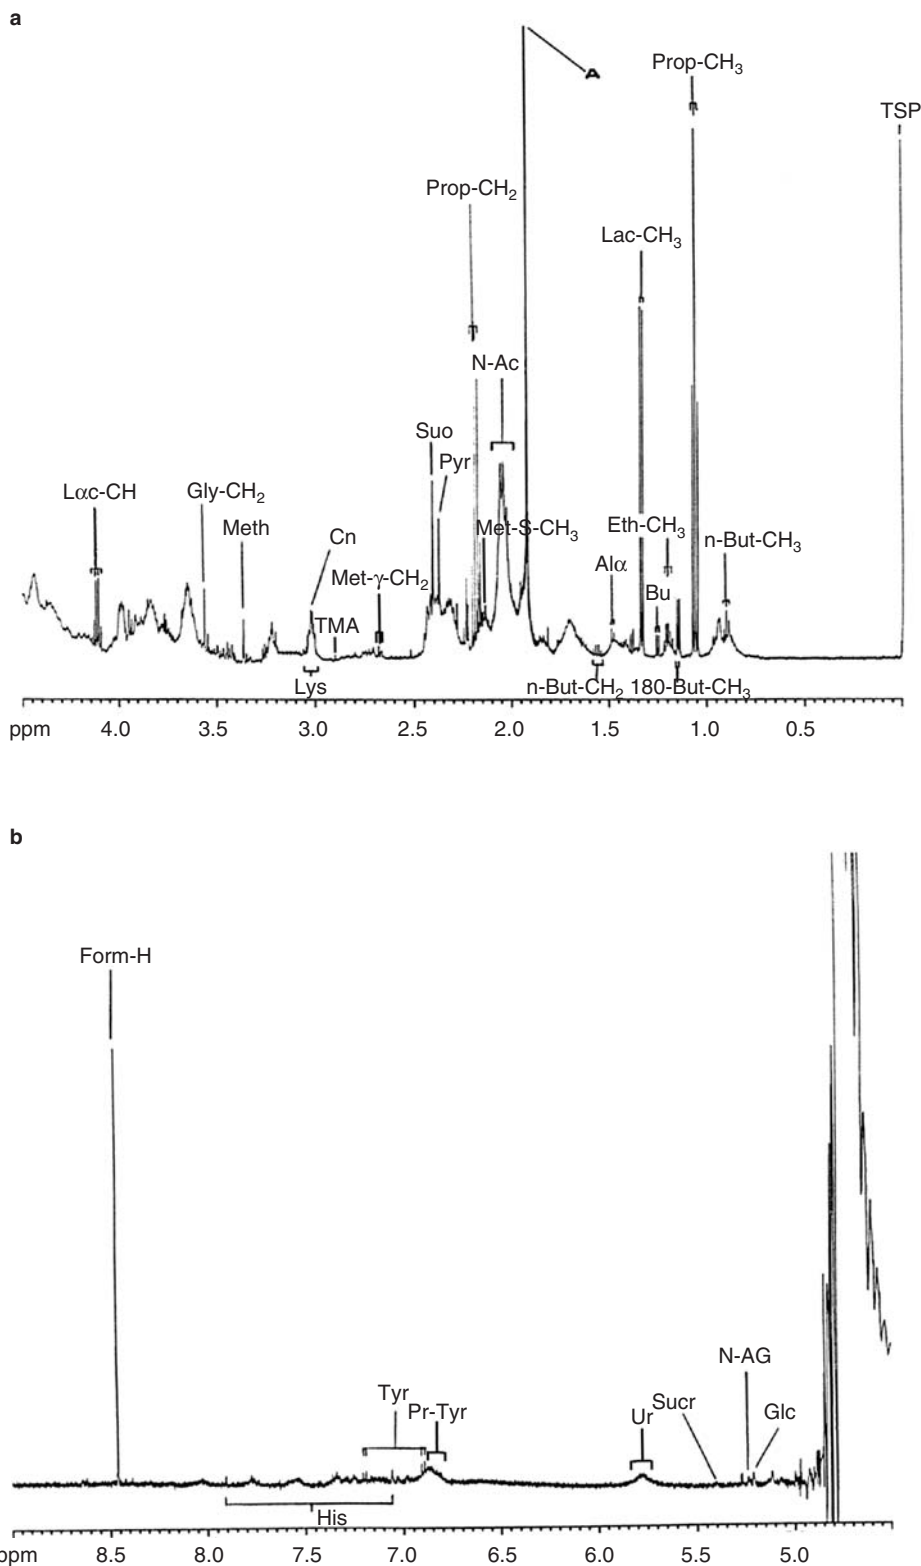 a
A
Prop-CH₃
TSP
Prop-CH₂
Lac-CH₃
N-Ac
Suo
Pyr
Lαc-CH
Gly-CH₂
Meth
Cn
Met-γ-CH₂
TMA
Met-S-CH₃
Eth-CH₃
n-But-CH₃
Alα
Bu
Lys
n-But-CH₂ 180-But-CH₃
ppm 4.0 3.5 3.0 2.5 2.0 1.5 1.0 0.5
b
Form-H
N-AG
Tyr
Pr-Tyr
Ur
Sucr
Glc
His
ppm 8.5 8.0 7.5 7.0 6.5 6.0 5.5 5.0